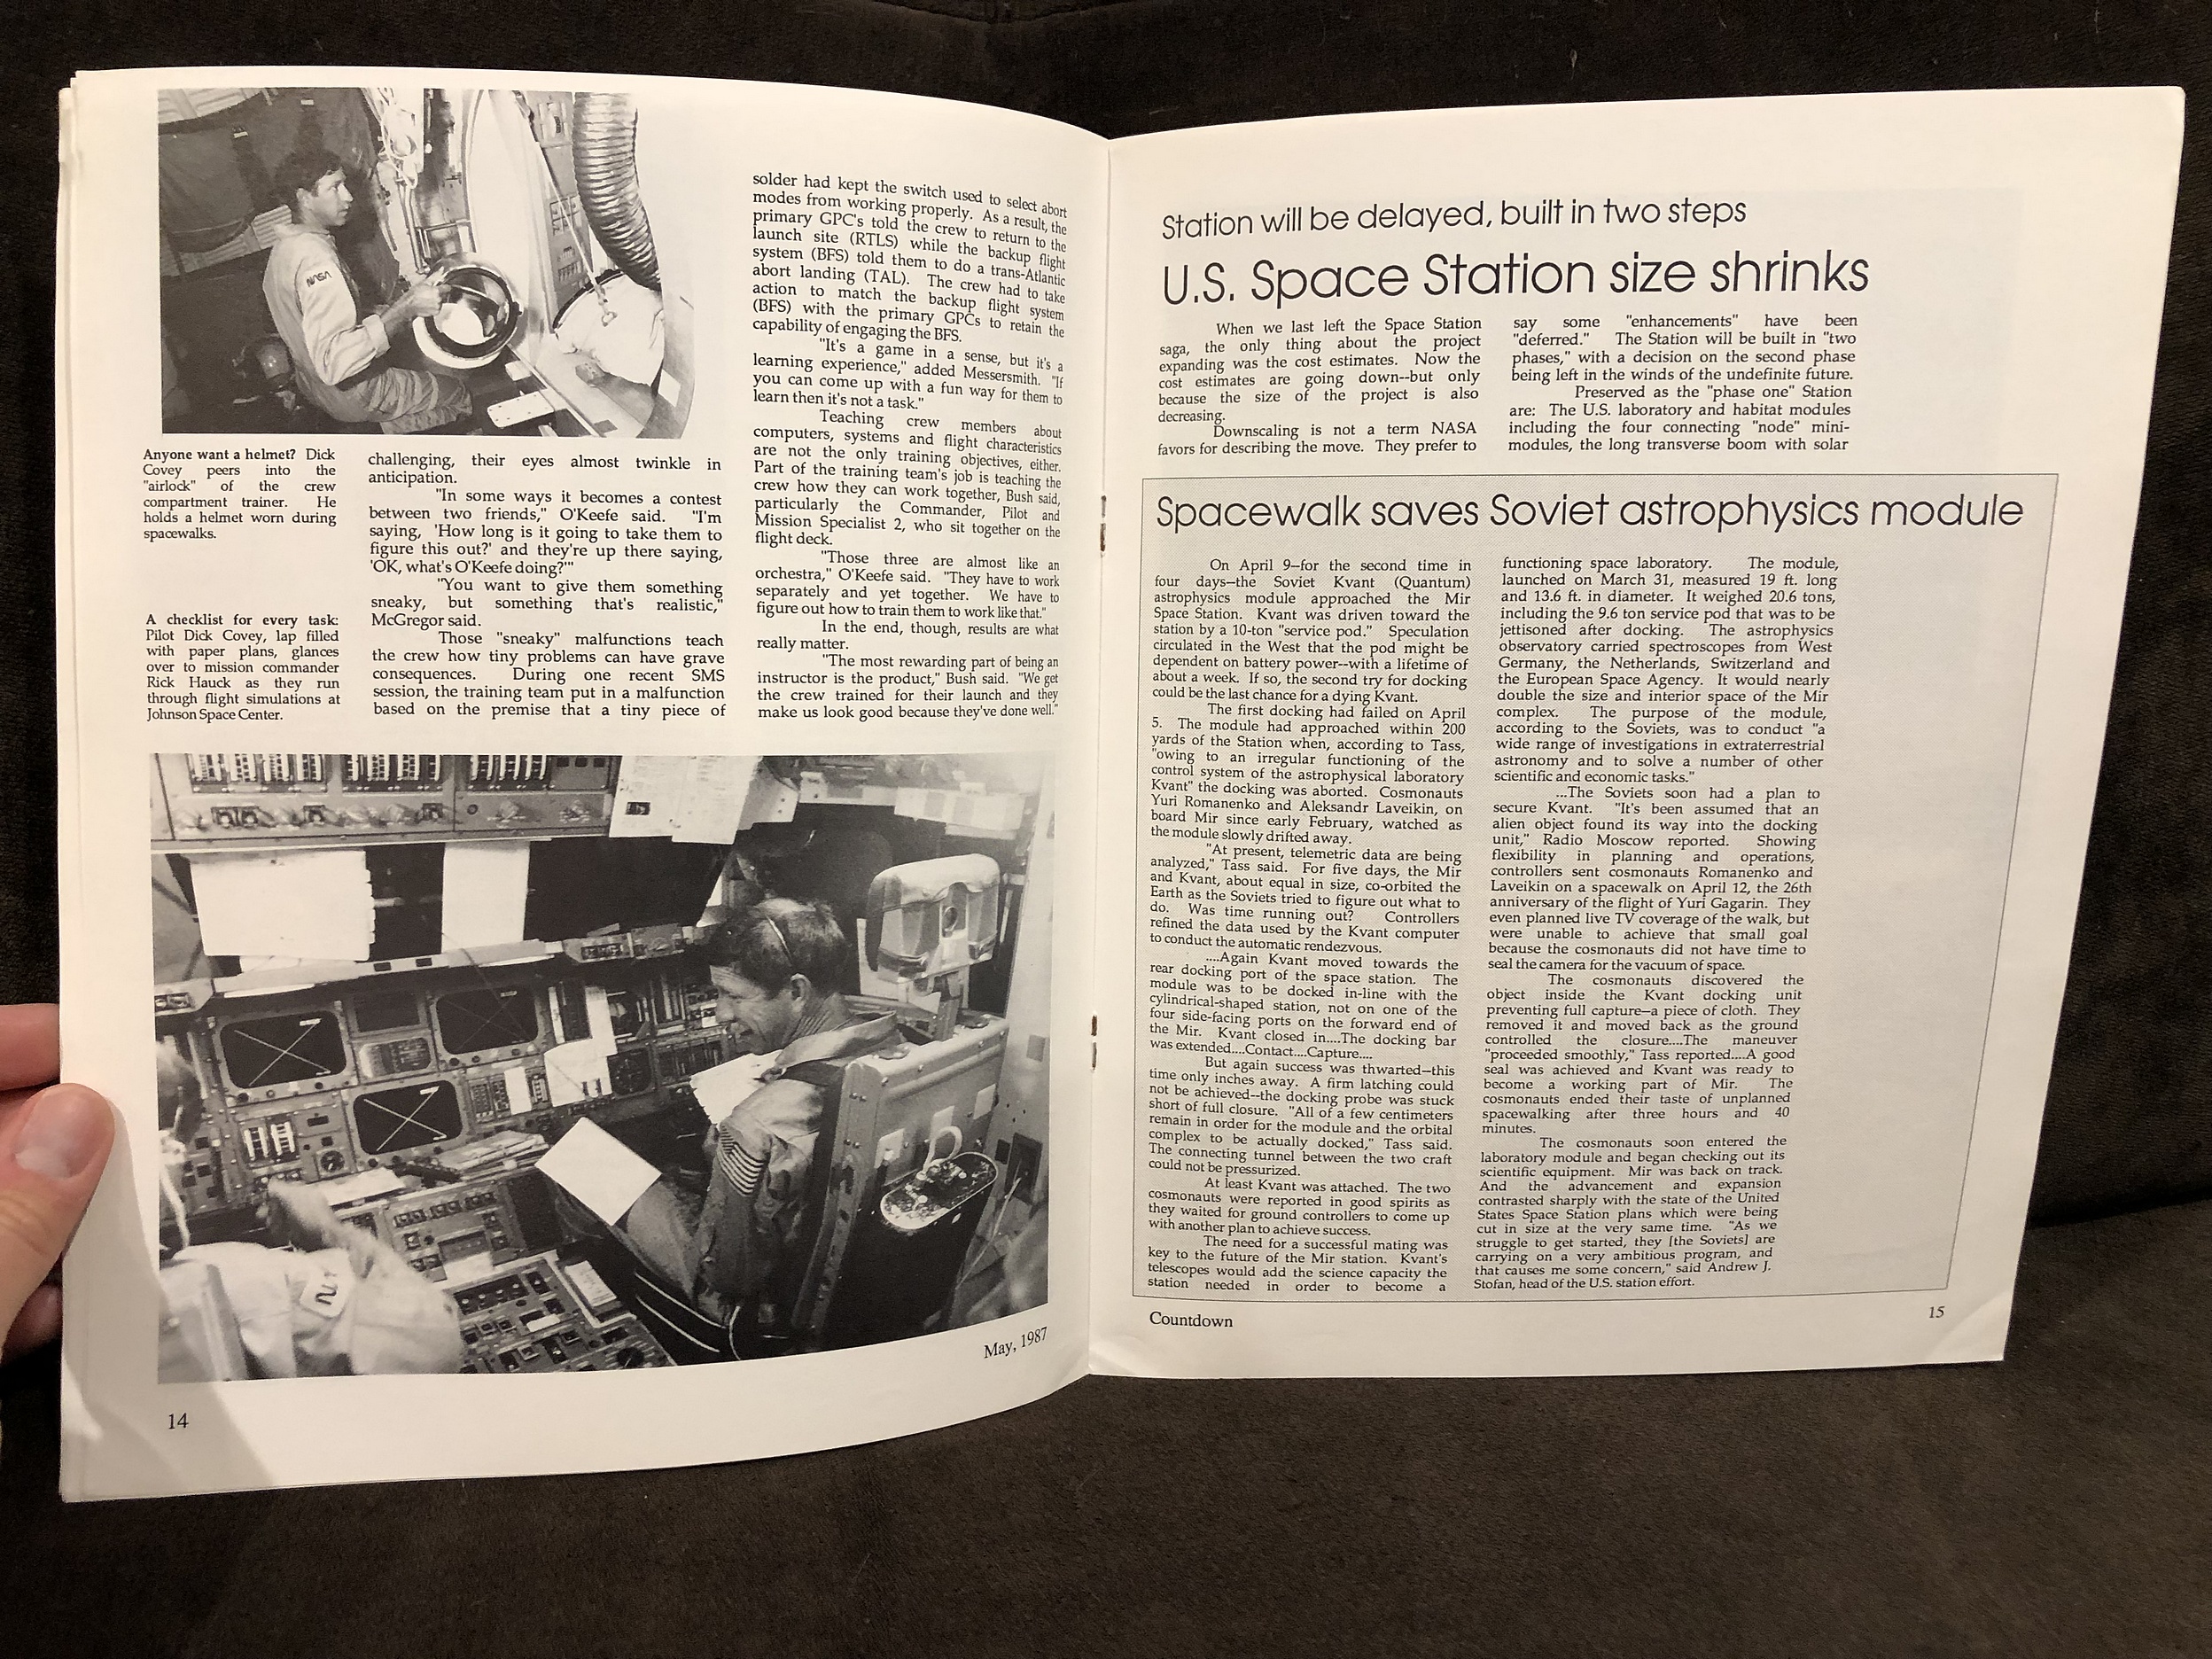 Anyone want a helmet? Dick
Covey peers into the
"airlock" of the crew
compartment trainer. He
holds a helmet worn during
spacewalks.
A checklist for every task:
Pilot Dick Covey, lap filled
with paper plans, glances
over to mission commander
Rick Hauck as they run
through flight simulations at
Johnson Space Center.
challenging, their eyes almost twinkle in
anticipation.
"In some ways it becomes a contest
between two friends," O'Keefe said. "I'm
saying, 'How long is it going to take them to
figure this out?' and they're up there saying,
'OK, what's O'Keefe doing?'"
"You want to give them something
sneaky, but something that's realistic,"
McGregor said.
Those "sneaky" malfunctions teach
the crew how tiny problems can have grave
consequences. During one recent SMS
session, the training team put in a malfunction
based on the premise that a tiny piece of
solder had kept the switch used to select abort
modes from working properly. As a result, the
primary GPC's told the crew to return to the
launch site (RTLS) while the backup flight
system (BFS) told them to do a trans-Atlantic
abort landing (TAL). The crew had to take
action to match the backup flight system
(BFS) with the primary GPCs to retain the
capability of engaging the BFS.
"It's a game in a sense, but it's a
learning experience," added Messersmith. "If
you can come up with a fun way for them to
learn then it's not a task."
Teaching crew members about
computers, systems and flight characteristics
are not the only training objectives, either.
Part of the training team's job is teaching the
crew how they can work together, Bush said,
particularly the Commander, Pilot and
Mission Specialist 2, who sit together on the
flight deck.
"Those three are almost like an
orchestra," O'Keefe said. "They have to work
separately and yet together. We have to
figure out how to train them to work like that."
In the end, though, results are what
really matter.
"The most rewarding part of being an
instructor is the product," Bush said. "We get
the crew trained for their launch and they
make us look good because they've done well."
NASA
May, 1987
14
Station will be delayed, built in two steps
U.S. Space Station size shrinks
When we last left the Space Station
saga, the only thing about the project
expanding was the cost estimates. Now the
cost estimates are going down--but only
because the size of the project is also
decreasing.
Downscaling is not a term NASA
favors for describing the move. They prefer to
say some "enhancements" have been
"deferred." The Station will be built in "two
phases," with a decision on the second phase
being left in the winds of the undefinite future.
Preserved as the "phase one" Station
are: The U.S. laboratory and habitat modules
including the four connecting "node" mini-
modules, the long transverse boom with solar
Spacewalk saves Soviet astrophysics module
On April 9--for the second time in
four days--the Soviet Kvant (Quantum)
astrophysics module approached the Mir
Space Station. Kvant was driven toward the
station by a 10-ton "service pod." Speculation
circulated in the West that the pod might be
dependent on battery power--with a lifetime of
about a week. If so, the second try for docking
could be the last chance for a dying Kvant.
The first docking had failed on April
5. The module had approached within 200
yards of the Station when, according to Tass,
"owing to an irregular functioning of the
control system of the astrophysical laboratory
Kvant" the docking was aborted. Cosmonauts
Yuri Romanenko and Aleksandr Laveikin, on
board Mir since early February, watched as
the module slowly drifted away.
"At present, telemetric data are being
analyzed," Tass said. For five days, the Mir
and Kvant, about equal in size, co-orbited the
Earth as the Soviets tried to figure out what to
do. Was time running out? Controllers
refined the data used by the Kvant computer
to conduct the automatic rendezvous.
....Again Kvant moved towards the
rear docking port of the space station. The
module was to be docked in-line with the
cylindrical-shaped station, not on one of the
four side-facing ports on the forward end of
the Mir. Kvant closed in....The docking bar
was extended....Contact....Capture....
But again success was thwarted--this
time only inches away. A firm latching could
not be achieved--the docking probe was stuck
short of full closure. "All of a few centimeters
remain in order for the module and the orbital
complex to be actually docked," Tass said.
The connecting tunnel between the two craft
could not be pressurized.
At least Kvant was attached. The two
cosmonauts were reported in good spirits as
they waited for ground controllers to come up
with another plan to achieve success.
The need for a successful mating was
key to the future of the Mir station. Kvant's
telescopes would add the science capacity the
station needed in order to become a
functioning space laboratory. The module,
launched on March 31, measured 19 ft. long
and 13.6 ft. in diameter. It weighed 20.6 tons,
including the 9.6 ton service pod that was to be
jettisoned after docking. The astrophysics
observatory carried spectroscopes from West
Germany, the Netherlands, Switzerland and
the European Space Agency. It would nearly
double the size and interior space of the Mir
complex. The purpose of the module,
according to the Soviets, was to conduct "a
wide range of investigations in extraterrestrial
astronomy and to solve a number of other
scientific and economic tasks."
...The Soviets soon had a plan to
secure Kvant. "It's been assumed that an
alien object found its way into the docking
unit," Radio Moscow reported. Showing
flexibility in planning and operations,
controllers sent cosmonauts Romanenko and
Laveikin on a spacewalk on April 12, the 26th
anniversary of the flight of Yuri Gagarin. They
even planned live TV coverage of the walk, but
were unable to achieve that small goal
because the cosmonauts did not have time to
seal the camera for the vacuum of space.
The cosmonauts discovered the
object inside the Kvant docking unit
preventing full capture--a piece of cloth. They
removed it and moved back as the ground
controlled the closure....The maneuver
"proceeded smoothly," Tass reported....A good
seal was achieved and Kvant was ready to
become a working part of Mir. The
cosmonauts ended their taste of unplanned
spacewalking after three hours and 40
minutes.
The cosmonauts soon entered the
laboratory module and began checking out its
scientific equipment. Mir was back on track.
And the advancement and expansion
contrasted sharply with the state of the United
States Space Station plans which were being
cut in size at the very same time. "As we
struggle to get started, they [the Soviets] are
carrying on a very ambitious program, and
that causes me some concern," said Andrew J.
Stofan, head of the U.S. station effort.
Countdown
15